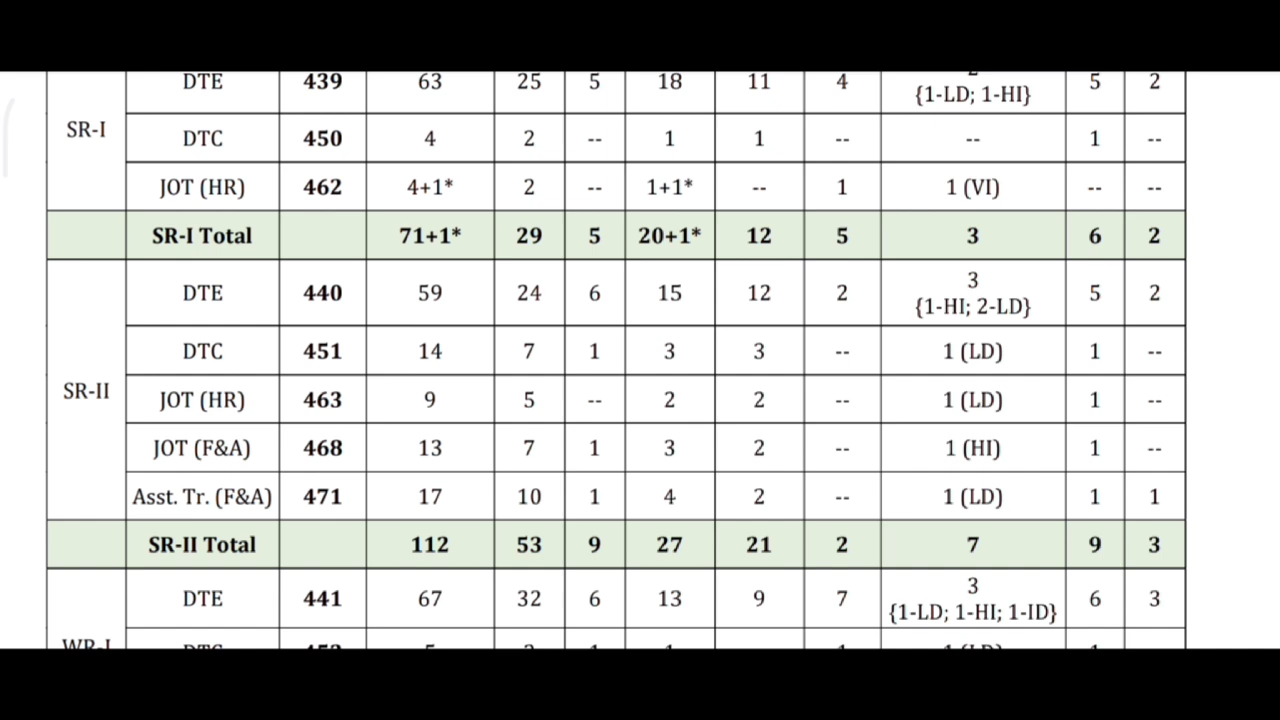 DTE 439 63 25 5 18 11 4 {1-LD; 1-HI} 5 2
SR-I
DTC 450 4 2 -- 1 1 -- -- 1 --
JOT (HR) 462 4+1* 2 -- 1+1* -- 1 1 (VI) -- --
SR-I Total 71+1* 29 5 20+1* 12 5 3 6 2
DTE 440 59 24 6 15 12 2 3 5 2
{1-HI; 2-LD}
DTC 451 14 7 1 3 3 -- 1 (LD) 1 --
SR-II
JOT (HR) 463 9 5 -- 2 2 -- 1 (LD) 1 --
JOT (F&A) 468 13 7 1 3 2 -- 1 (HI) 1 --
Asst. Tr. (F&A) 471 17 10 1 4 2 -- 1 (LD) 1 1
SR-II Total 112 53 9 27 21 2 7 9 3
DTE 441 67 32 6 13 9 7 3 6 3
{1-LD; 1-HI; 1-ID}